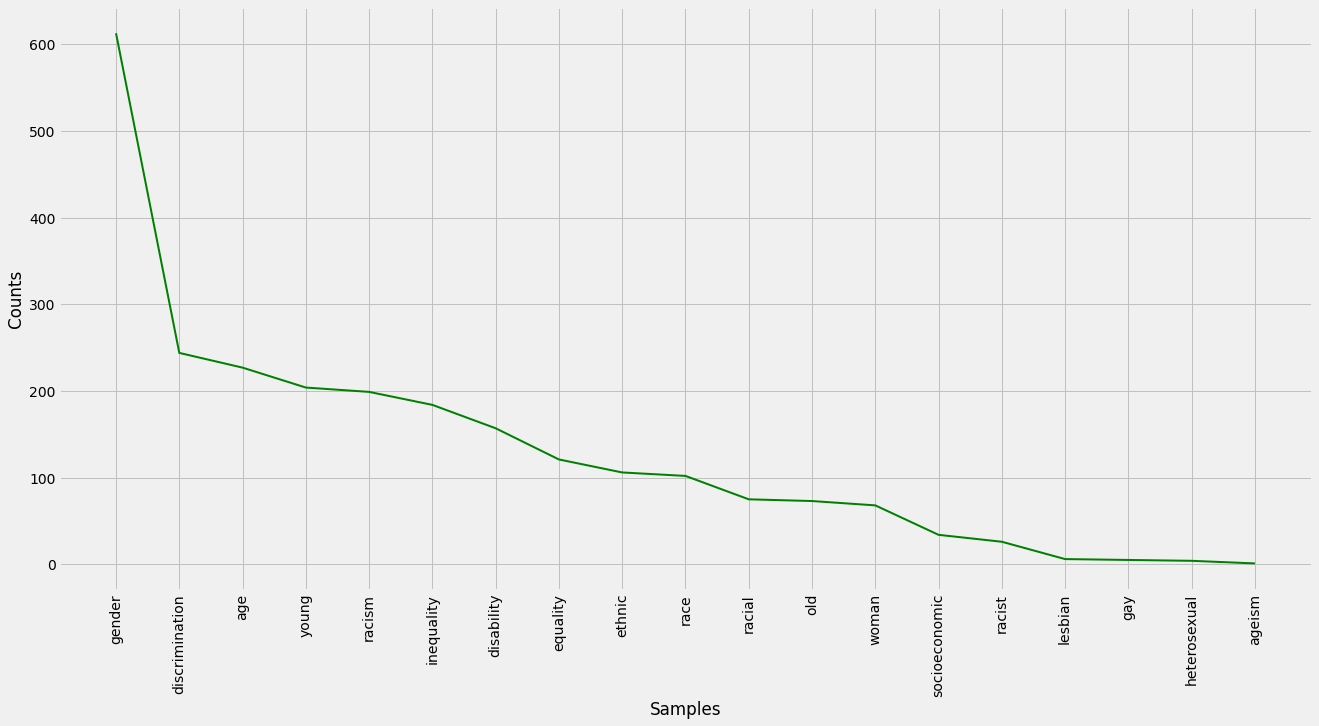 600
500
400
300
200
100
0
Counts
gender
discrimination
age
young
racism
inequality
disability
equality
ethnic
race
racial
old
woman
socioeconomic
racist
lesbian
gay
heterosexual
ageism
Samples